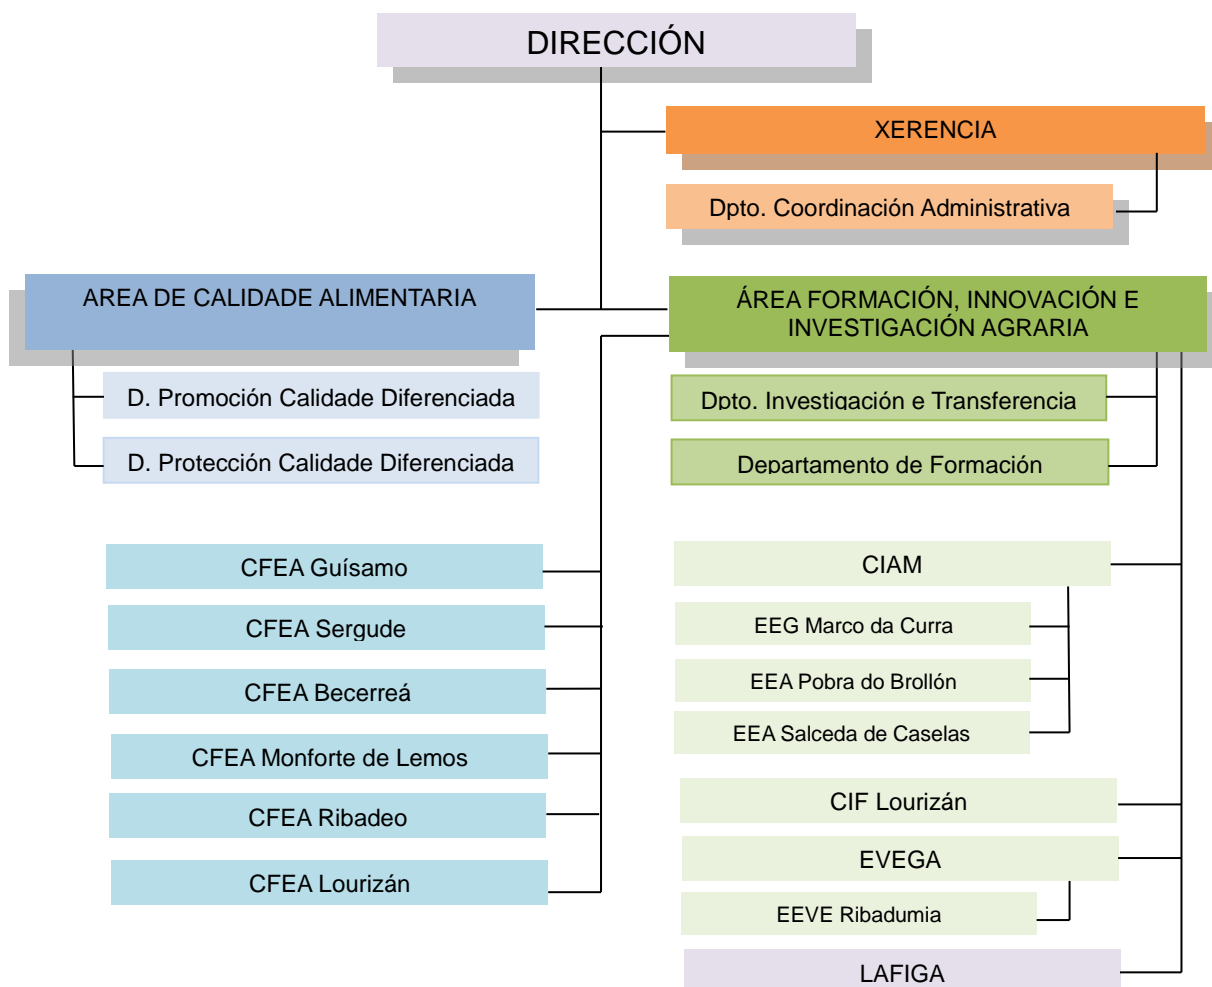 DIRECCIÓN
XERENCIA
Dpto. Coordinación Administrativa
AREA DE CALIDADE ALIMENTARIA
ÁREA FORMACIÓN, INNOVACIÓN E
INVESTIGACIÓN AGRARIA
D. Promoción Calidade Diferenciada
D. Protección Calidade Diferenciada
Dpto. Investigación e Transferencia
Departamento de Formación
CFEA Guísamo
CFEA Sergude
CFEA Becerreá
CFEA Monforte de Lemos
CFEA Ribadeo
CFEA Lourizán
CIAM
EEG Marco da Curra
EEA Pobra do Brollón
EEA Salceda de Caselas
CIF Lourizán
EVEGA
EEVE Ribadumia
LAFIGA